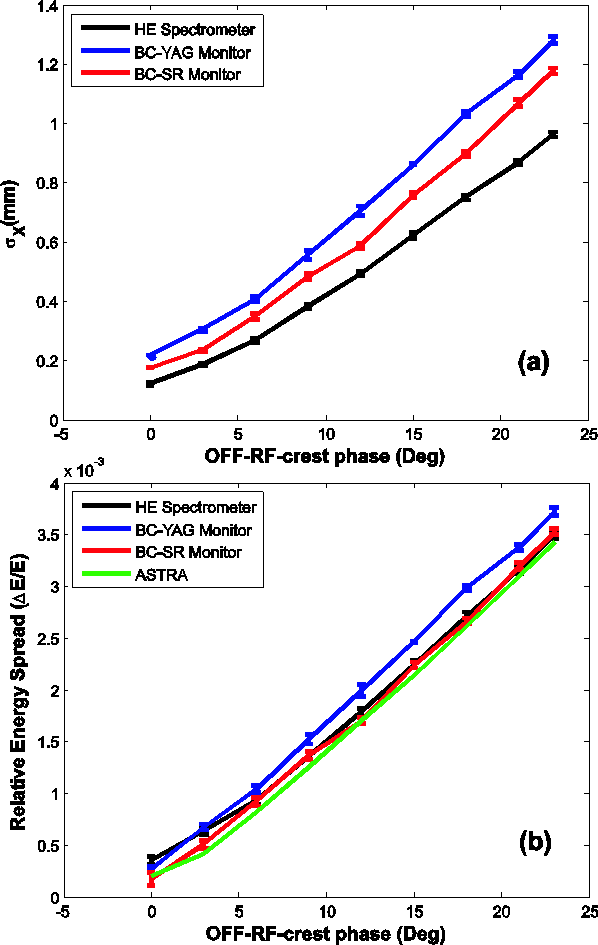 1.4
1.2
1
0.8
0.6
0.4
0.2
0
σX(mm)
HE Spectrometer
BC-YAG Monitor
BC-SR Monitor
(a)
-5 0 5 10 15 20 25
OFF-RF-crest phase (Deg)
x 10-3
4
3.5
3
2.5
2
1.5
1
0.5
0
Relative Energy Spread (ΔE/E)
HE Spectrometer
BC-YAG Monitor
BC-SR Monitor
ASTRA
(b)
-5 0 5 10 15 20 25
OFF-RF-crest phase (Deg)